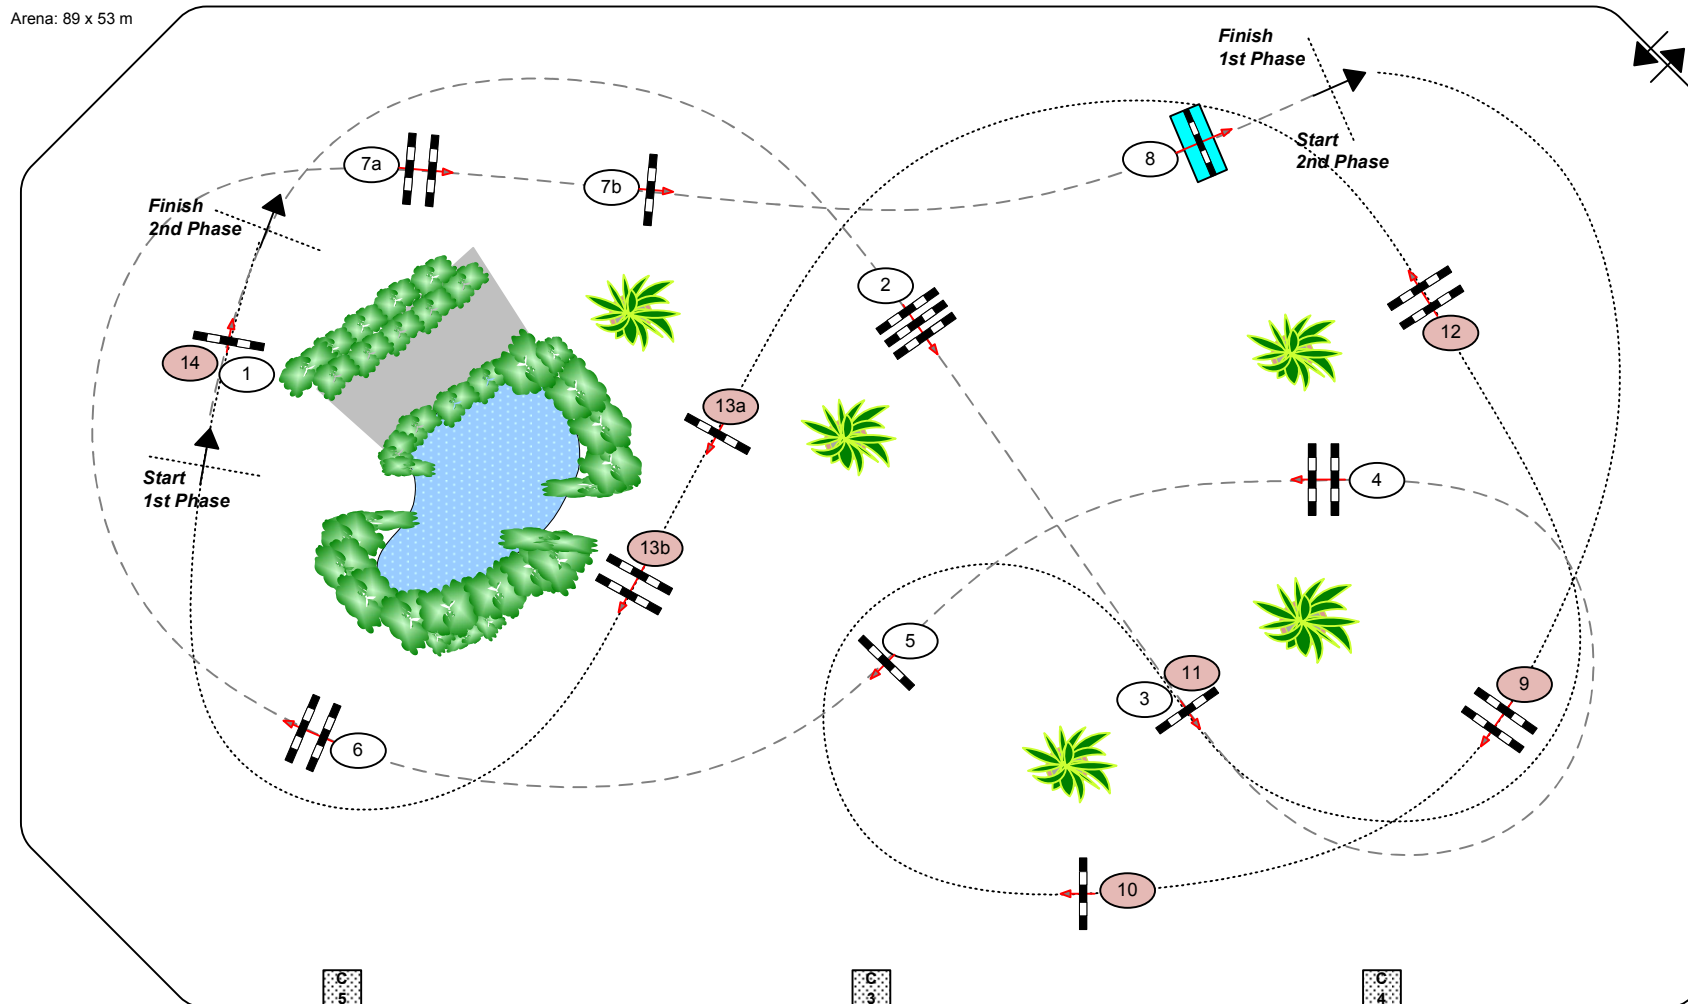 Arena: 89 x 53 m
Finish
1st Phase
Start
2nd Phase
7a
7b
8
Finish
2nd Phase
2
12
14
1
13a
Start
1st Phase
4
13b
5
11
3
9
6
10
C
5
C
3
C
4